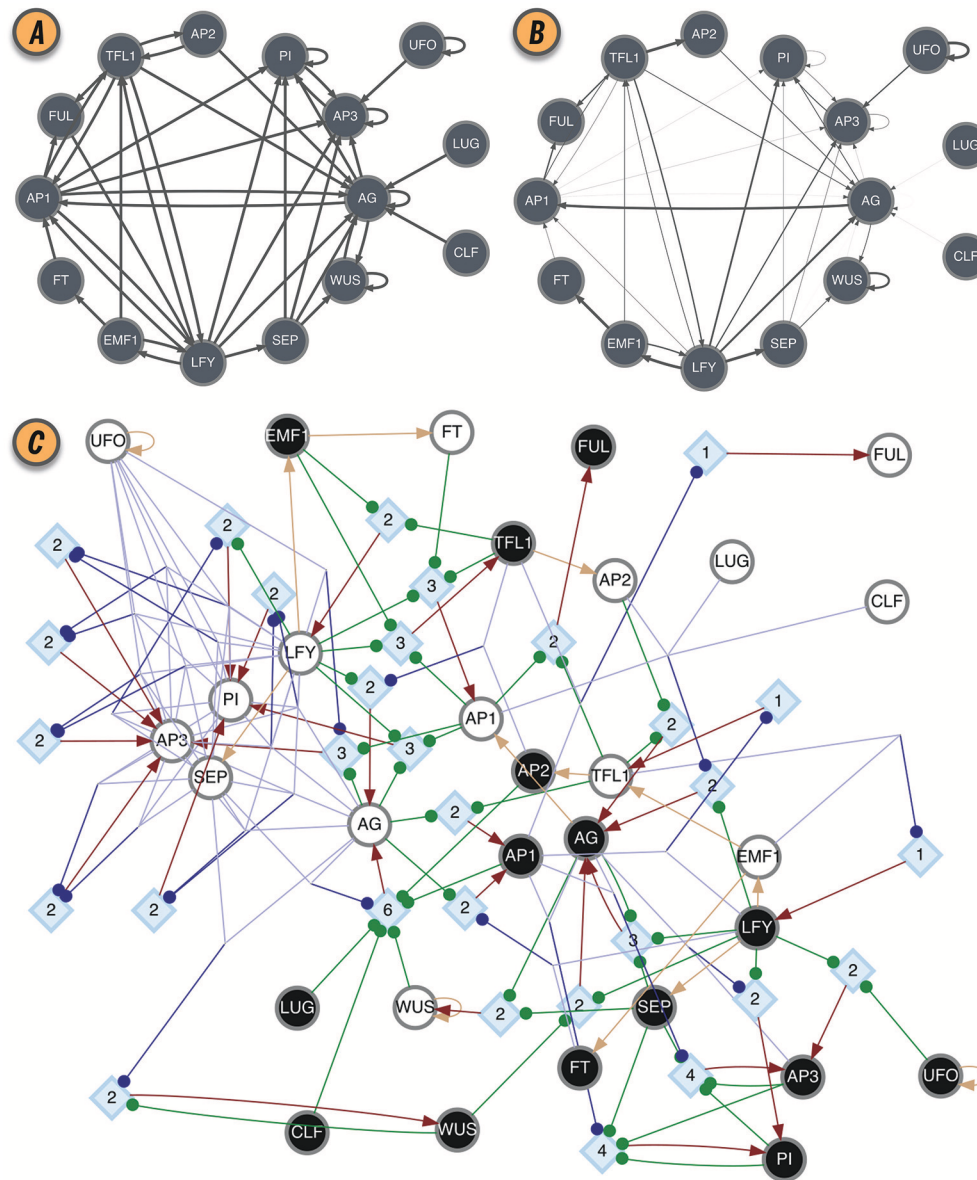 A
B
TFL1 AP2 PI UFO
FUL AP3 LUG
AP1 AG
FT WUS CLF
EMF1 LFY SEP
TFL1 AP2 PI UFO
FUL AP3 LUG
AP1 AG
FT WUS CLF
EMF1 LFY SEP
C
UFO EMF1 FT FUL 1 FUL
2 2 2 TFL1 LUG
2 3 AP2 CLF
2 LFY 3 2
PI 2 AP1 1
2 AP3 3 3 2
SEP AP2 TFL1 2
AG 2 AG
AP1 EMF1 1
2 2 6 2 LFY
3 2
LUG WUS 2 2 SEP 2
FT 4 AP3 UFO
2 CLF WUS
4 PI